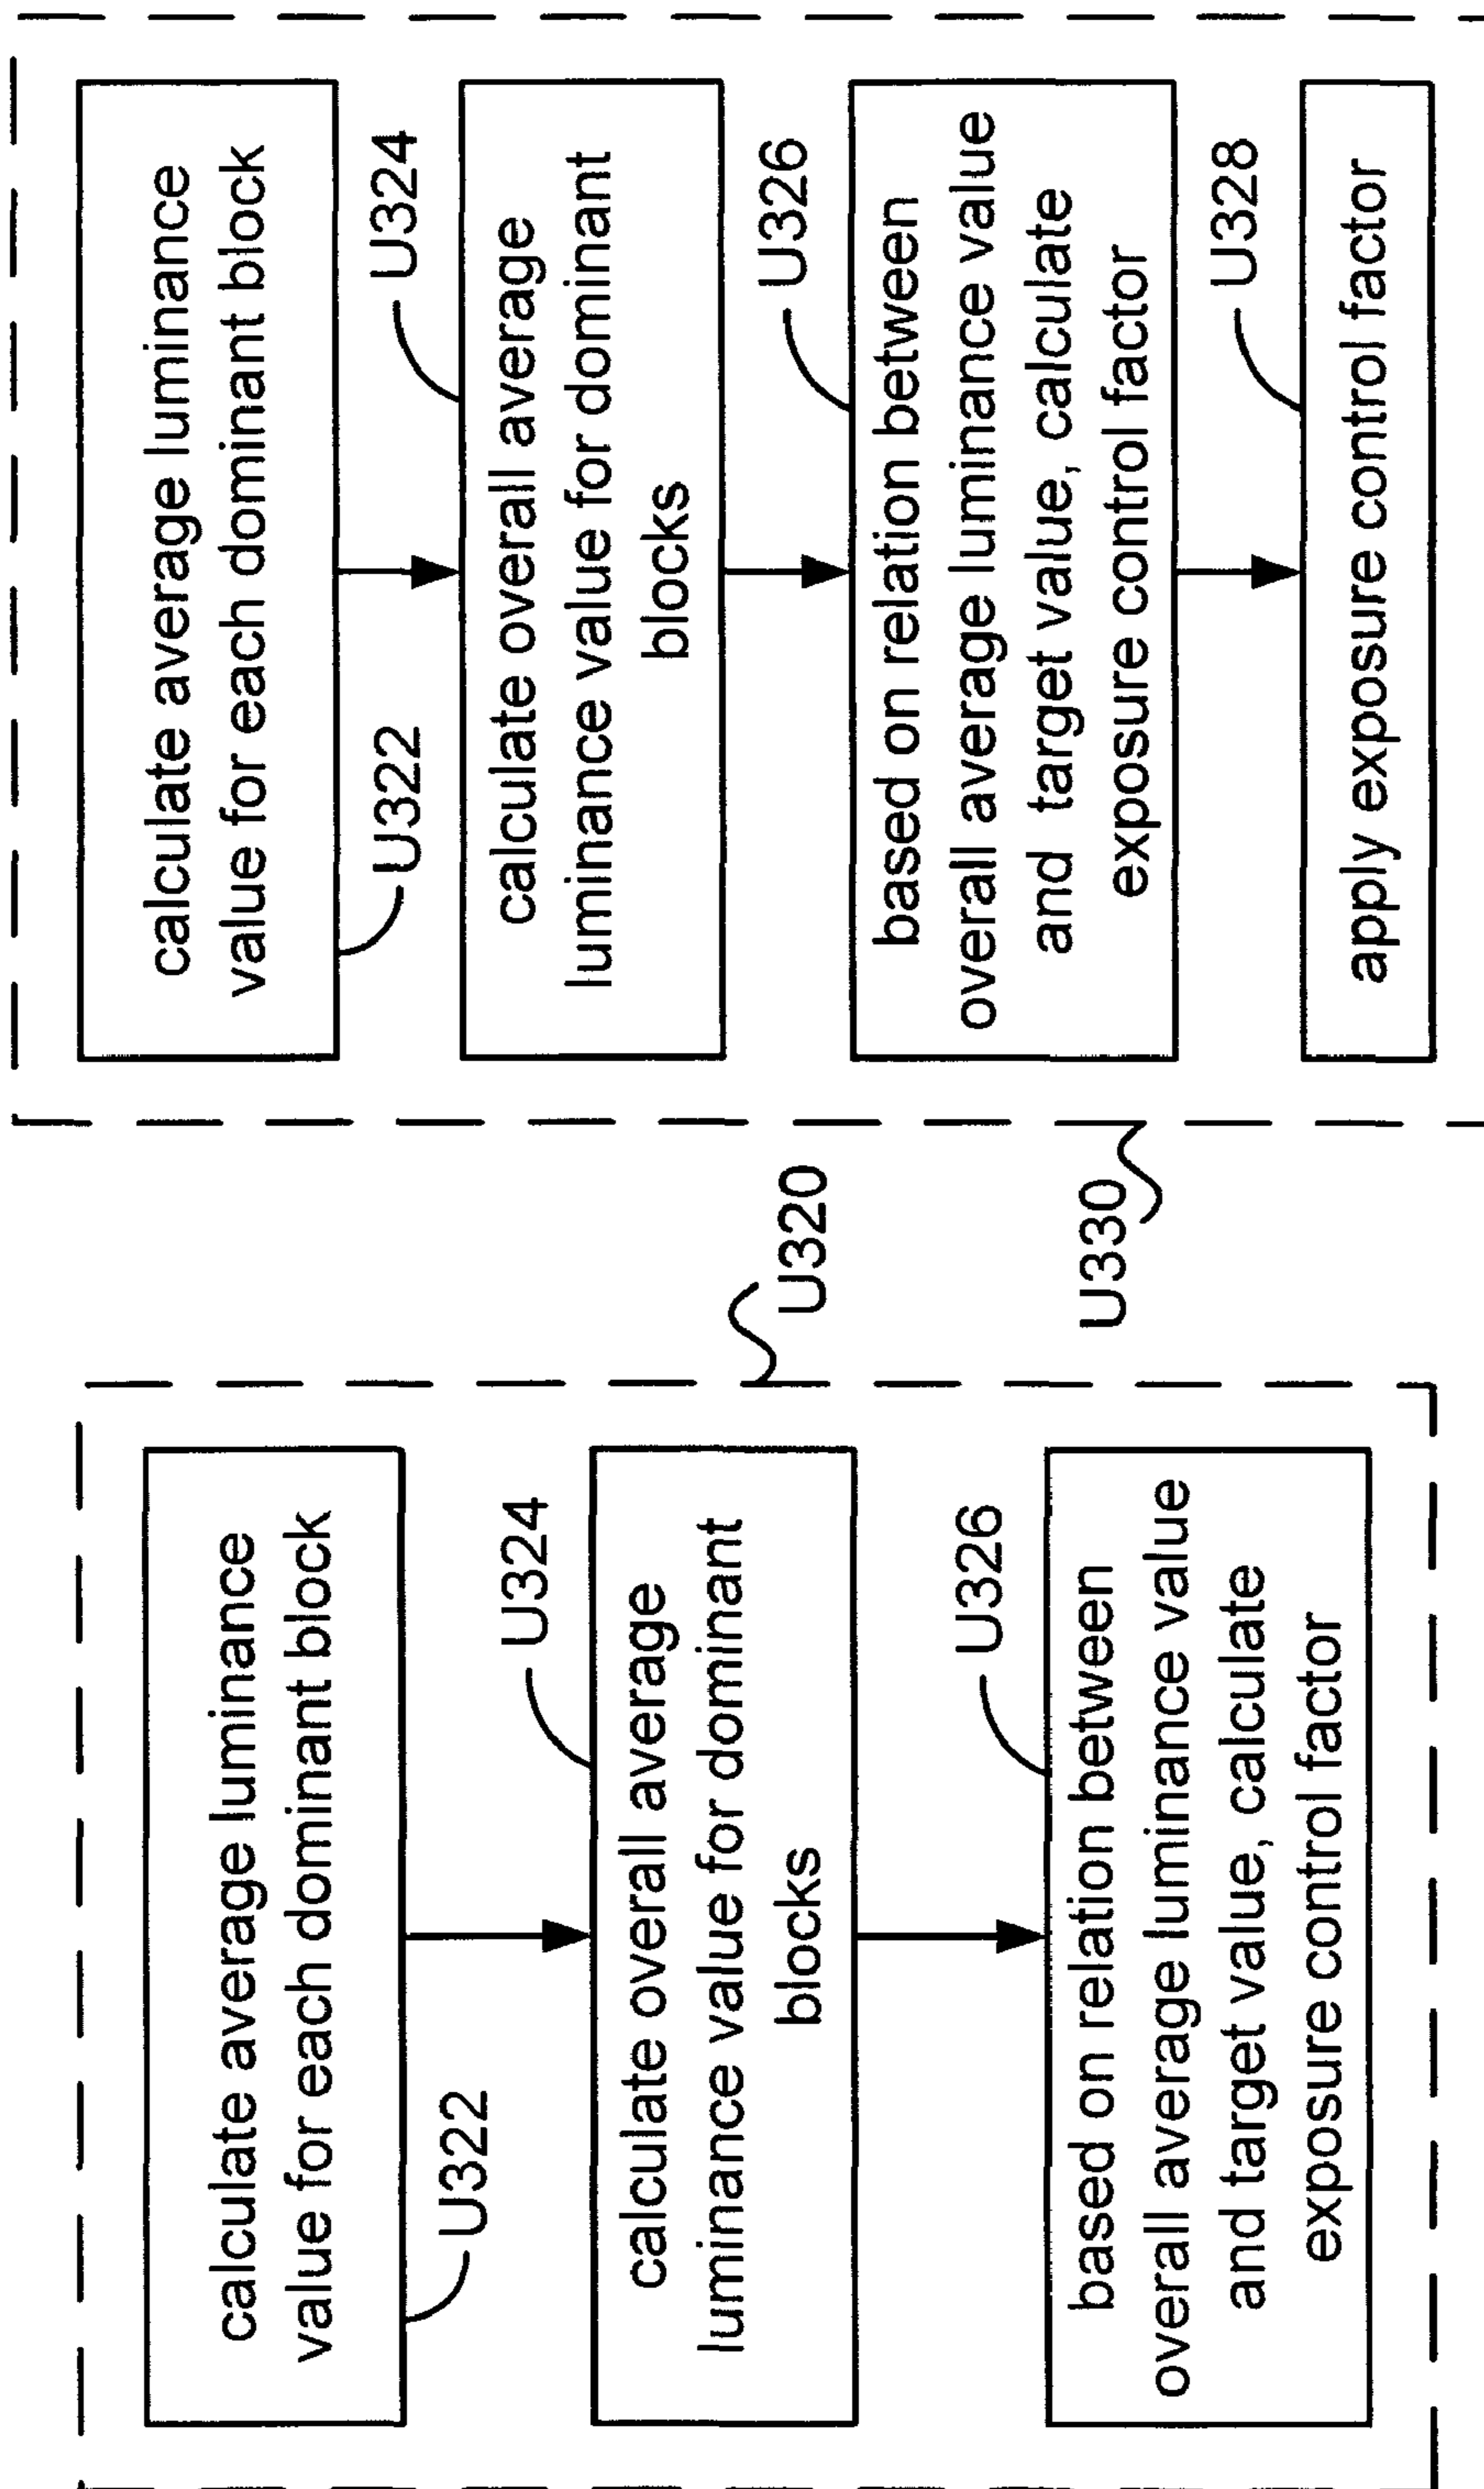 calculate average luminance
value for each dominant block
U322
U324
calculate overall average
luminance value for dominant
blocks
U326
based on relation between
overall average luminance value
and target value, calculate
exposure control factor
U320
U330
calculate average luminance
value for each dominant block
U322
U324
calculate overall average
luminance value for dominant
blocks
U326
based on relation between
overall average luminance value
and target value, calculate
exposure control factor
U328
apply exposure control factor